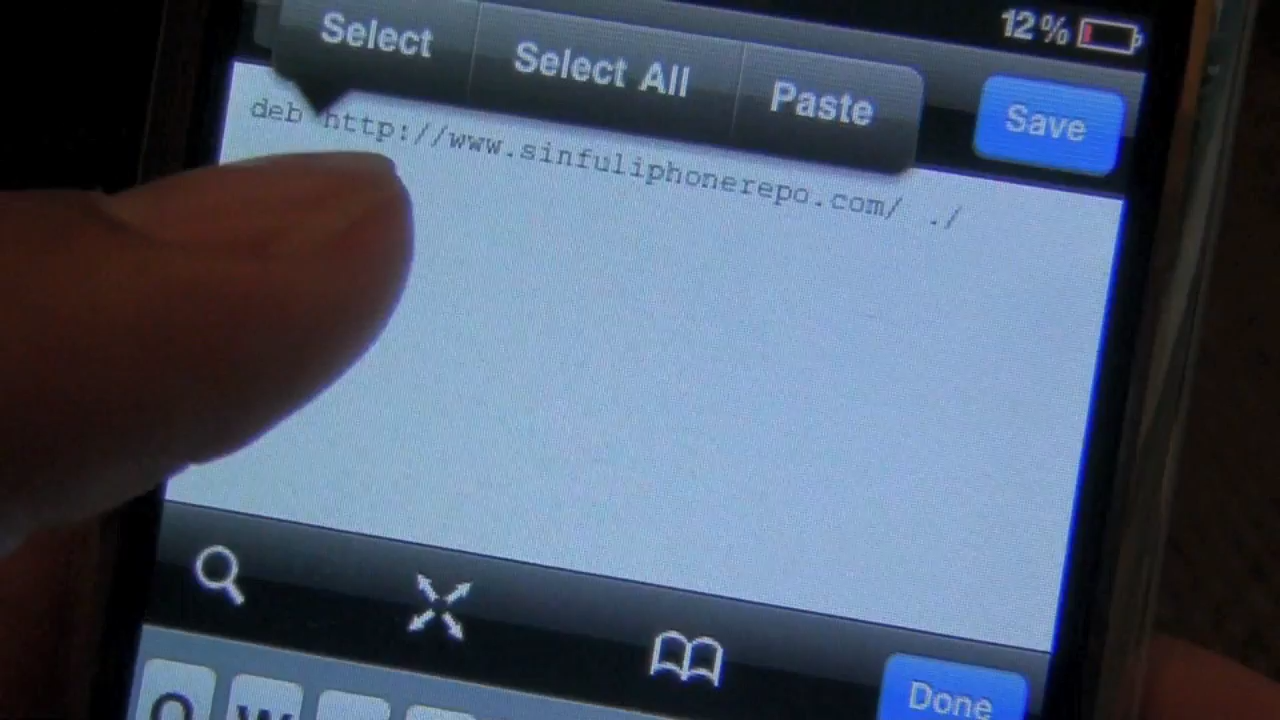 12%
Select
Select All
Paste
Save
deb http://www.sinfuliphonerepo.com/ ./
Done
Q W